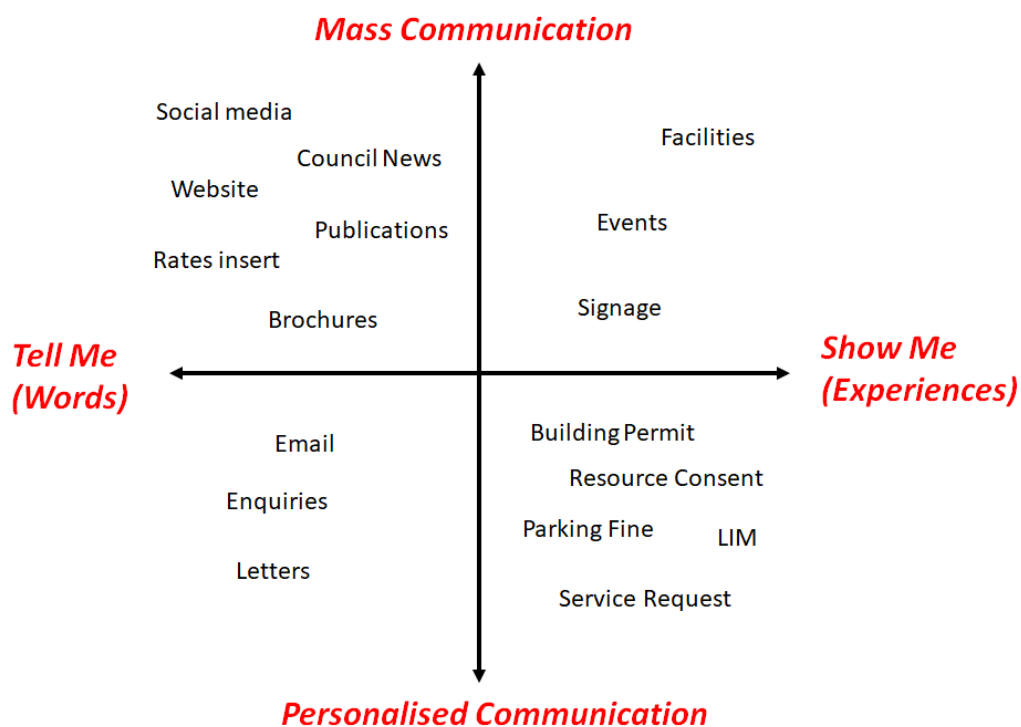 Mass Communication
Social media
Facilities
Council News
Website
Events
Publications
Rates insert
Signage
Brochures
Tell Me
(Words)
Show Me
(Experiences)
Email
Building Permit
Resource Consent
Enquiries
Parking Fine
LIM
Letters
Service Request
Personalised Communication